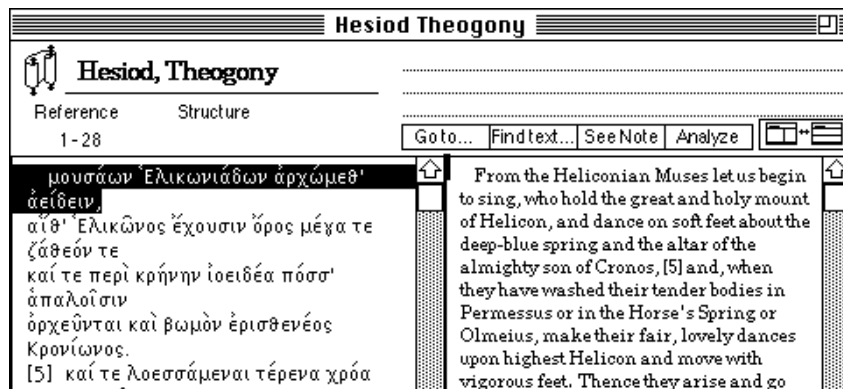 Hesiod Theogony
Hesiod, Theogony
Reference Structure
1-28
Go to... Find text... See Note Analyze
μουσάων Ἑλικωνιάδων ἀρχώμεθ'
ἀείδειν,
αἵθ' Ἑλικῶνος ἔχουσιν ὄρος μέγα τε
ζάθεόν τε
καί τε περὶ κρήνην ἰοειδέα πόσσ'
ἁπαλοῖσιν
ὀρχεῦνται καὶ βωμὸν ἐρισθενέος
Κρονίωνος.
[5] καί τε λοεσσάμεναι τέρενα χρόα
From the Heliconian Muses let us begin
to sing, who hold the great and holy mount
of Helicon, and dance on soft feet about the
deep-blue spring and the altar of the
almighty son of Cronos, [5] and, when
they have washed their tender bodies in
Permessus or in the Horse's Spring or
Olmeius, make their fair, lovely dances
upon highest Helicon and move with
vigorous feet. Thence they arise and go